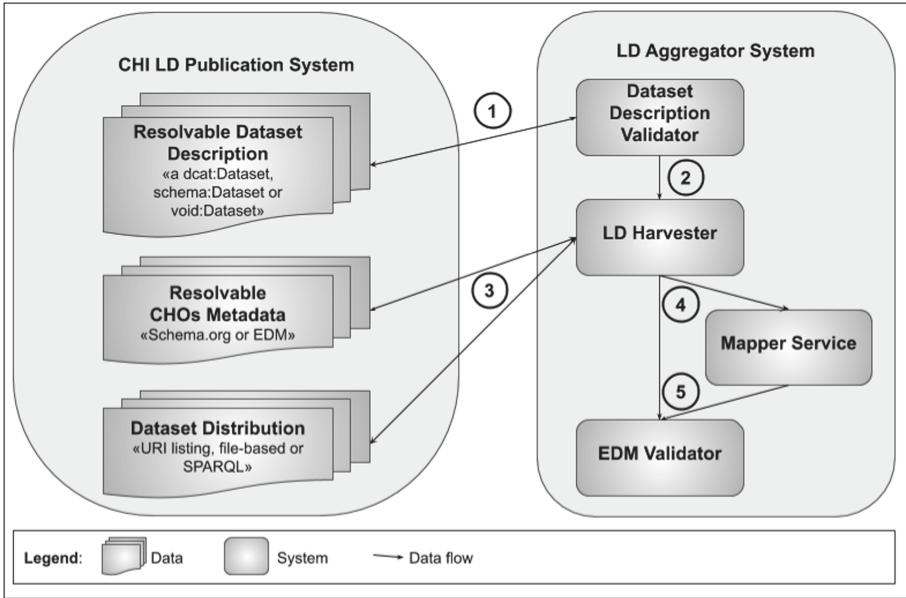 CHI LD Publication System
Resolvable Dataset
Description
«a dcat:Dataset,
schema:Dataset or
void:Dataset»
Resolvable
CHOs Metadata
«Schema.org or EDM»
Dataset Distribution
«URI listing, file-based or
SPARQL»
1
3
LD Aggregator System
Dataset
Description
Validator
2
LD Harvester
4
Mapper Service
5
EDM Validator
Legend:
Data
System
Data flow